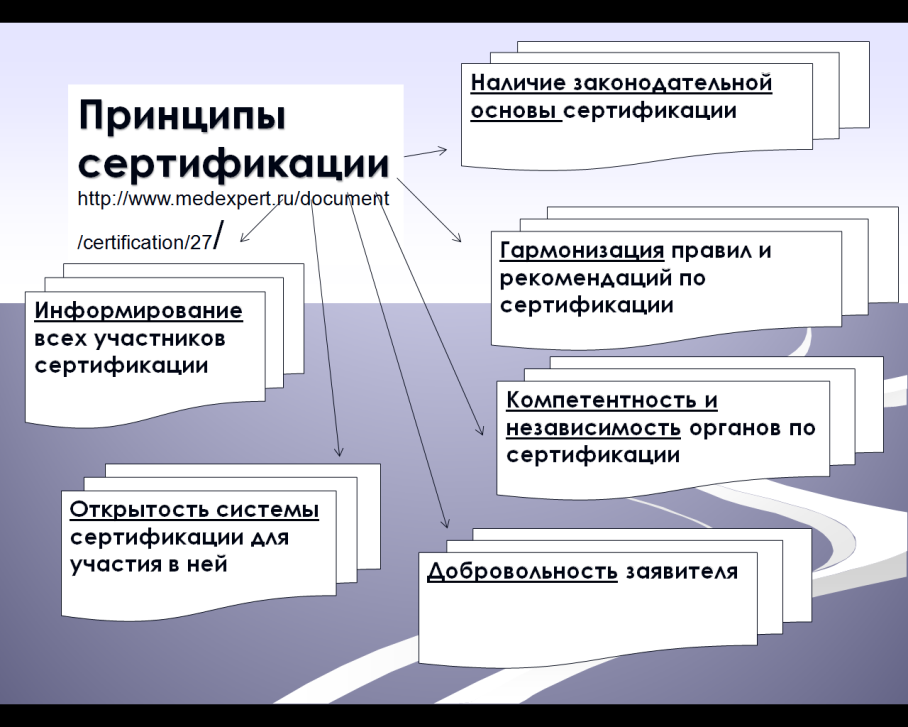 Принципы
сертификации
http://www.medexpert.ru/document
/certification/27/
Наличие законодательной
основы сертификации
Гармонизация правил и
рекомендаций по
сертификации
Информирование
всех участников
сертификации
Компетентность и
независимость органов по
сертификации
Открытость системы
сертификации для
участия в ней
Добровольность заявителя